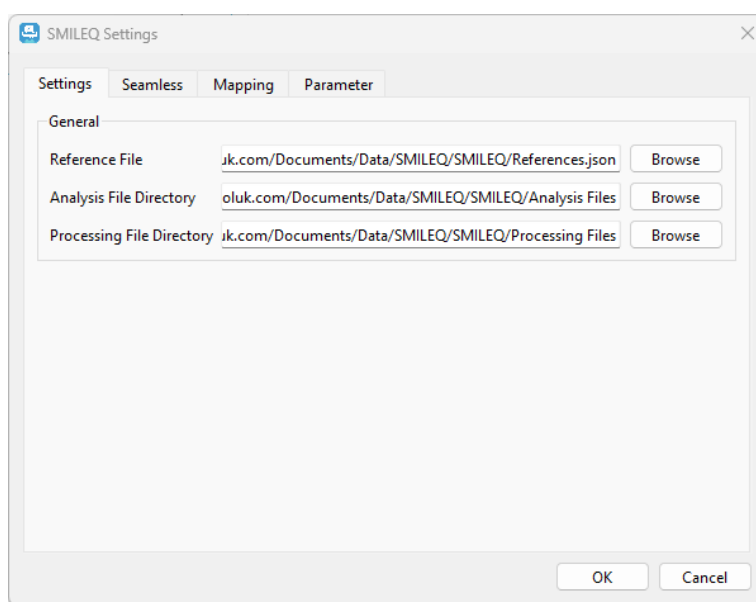 SMILEQ Settings
Settings Seamless Mapping Parameter
General
Reference File uk.com/Documents/Data/SMILEQ/SMILEQ/References.json Browse
Analysis File Directory oluk.com/Documents/Data/SMILEQ/SMILEQ/Analysis Files Browse
Processing File Directory uk.com/Documents/Data/SMILEQ/SMILEQ/Processing Files Browse
OK Cancel